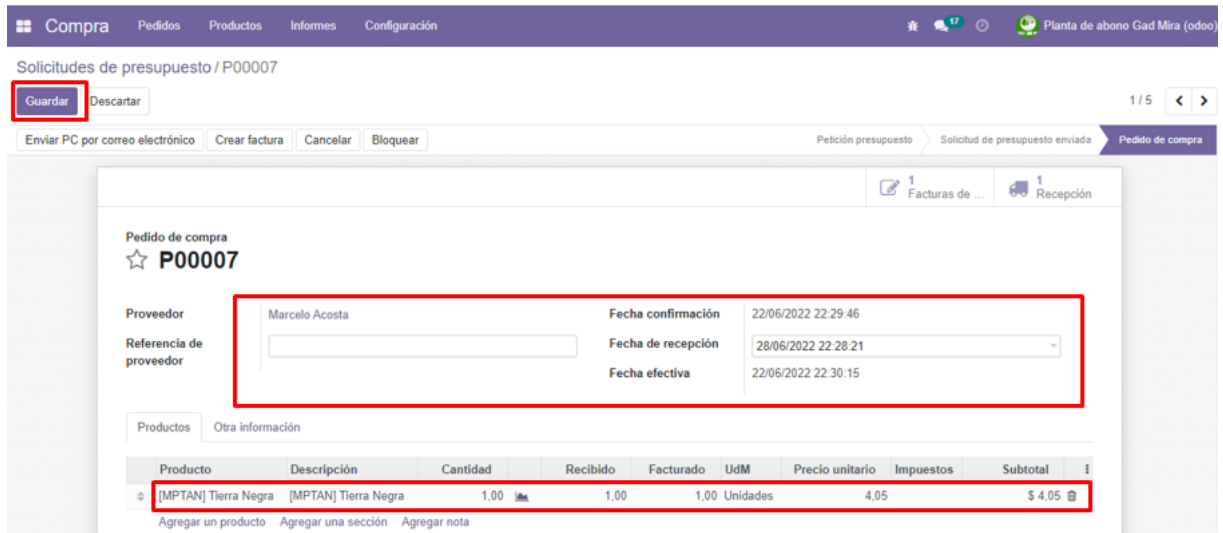 Compra Pedidos Productos Informes Configuración 17 Planta de abono Gad Mira (odoo)
Solicitudes de presupuesto / P00007
Guardar Descartar 1 / 5
Enviar PC por correo electrónico Crear factura Cancelar Bloquear Petición presupuesto Solicitud de presupuesto enviada Pedido de compra
1 1
Facturas de ... Recepción
Pedido de compra
P00007
Proveedor Marcelo Acosta Fecha confirmación 22/06/2022 22:29:46
Referencia de Fecha de recepción 28/06/2022 22:28:21
proveedor
Fecha efectiva 22/06/2022 22:30:15
Productos Otra información
Producto Descripción Cantidad Recibido Facturado UdM Precio unitario Impuestos Subtotal
[MPTAN] Tierra Negra [MPTAN] Tierra Negra 1,00 1,00 1,00 Unidades 4,05 $ 4,05
Agregar un producto Agregar una sección Agregar nota